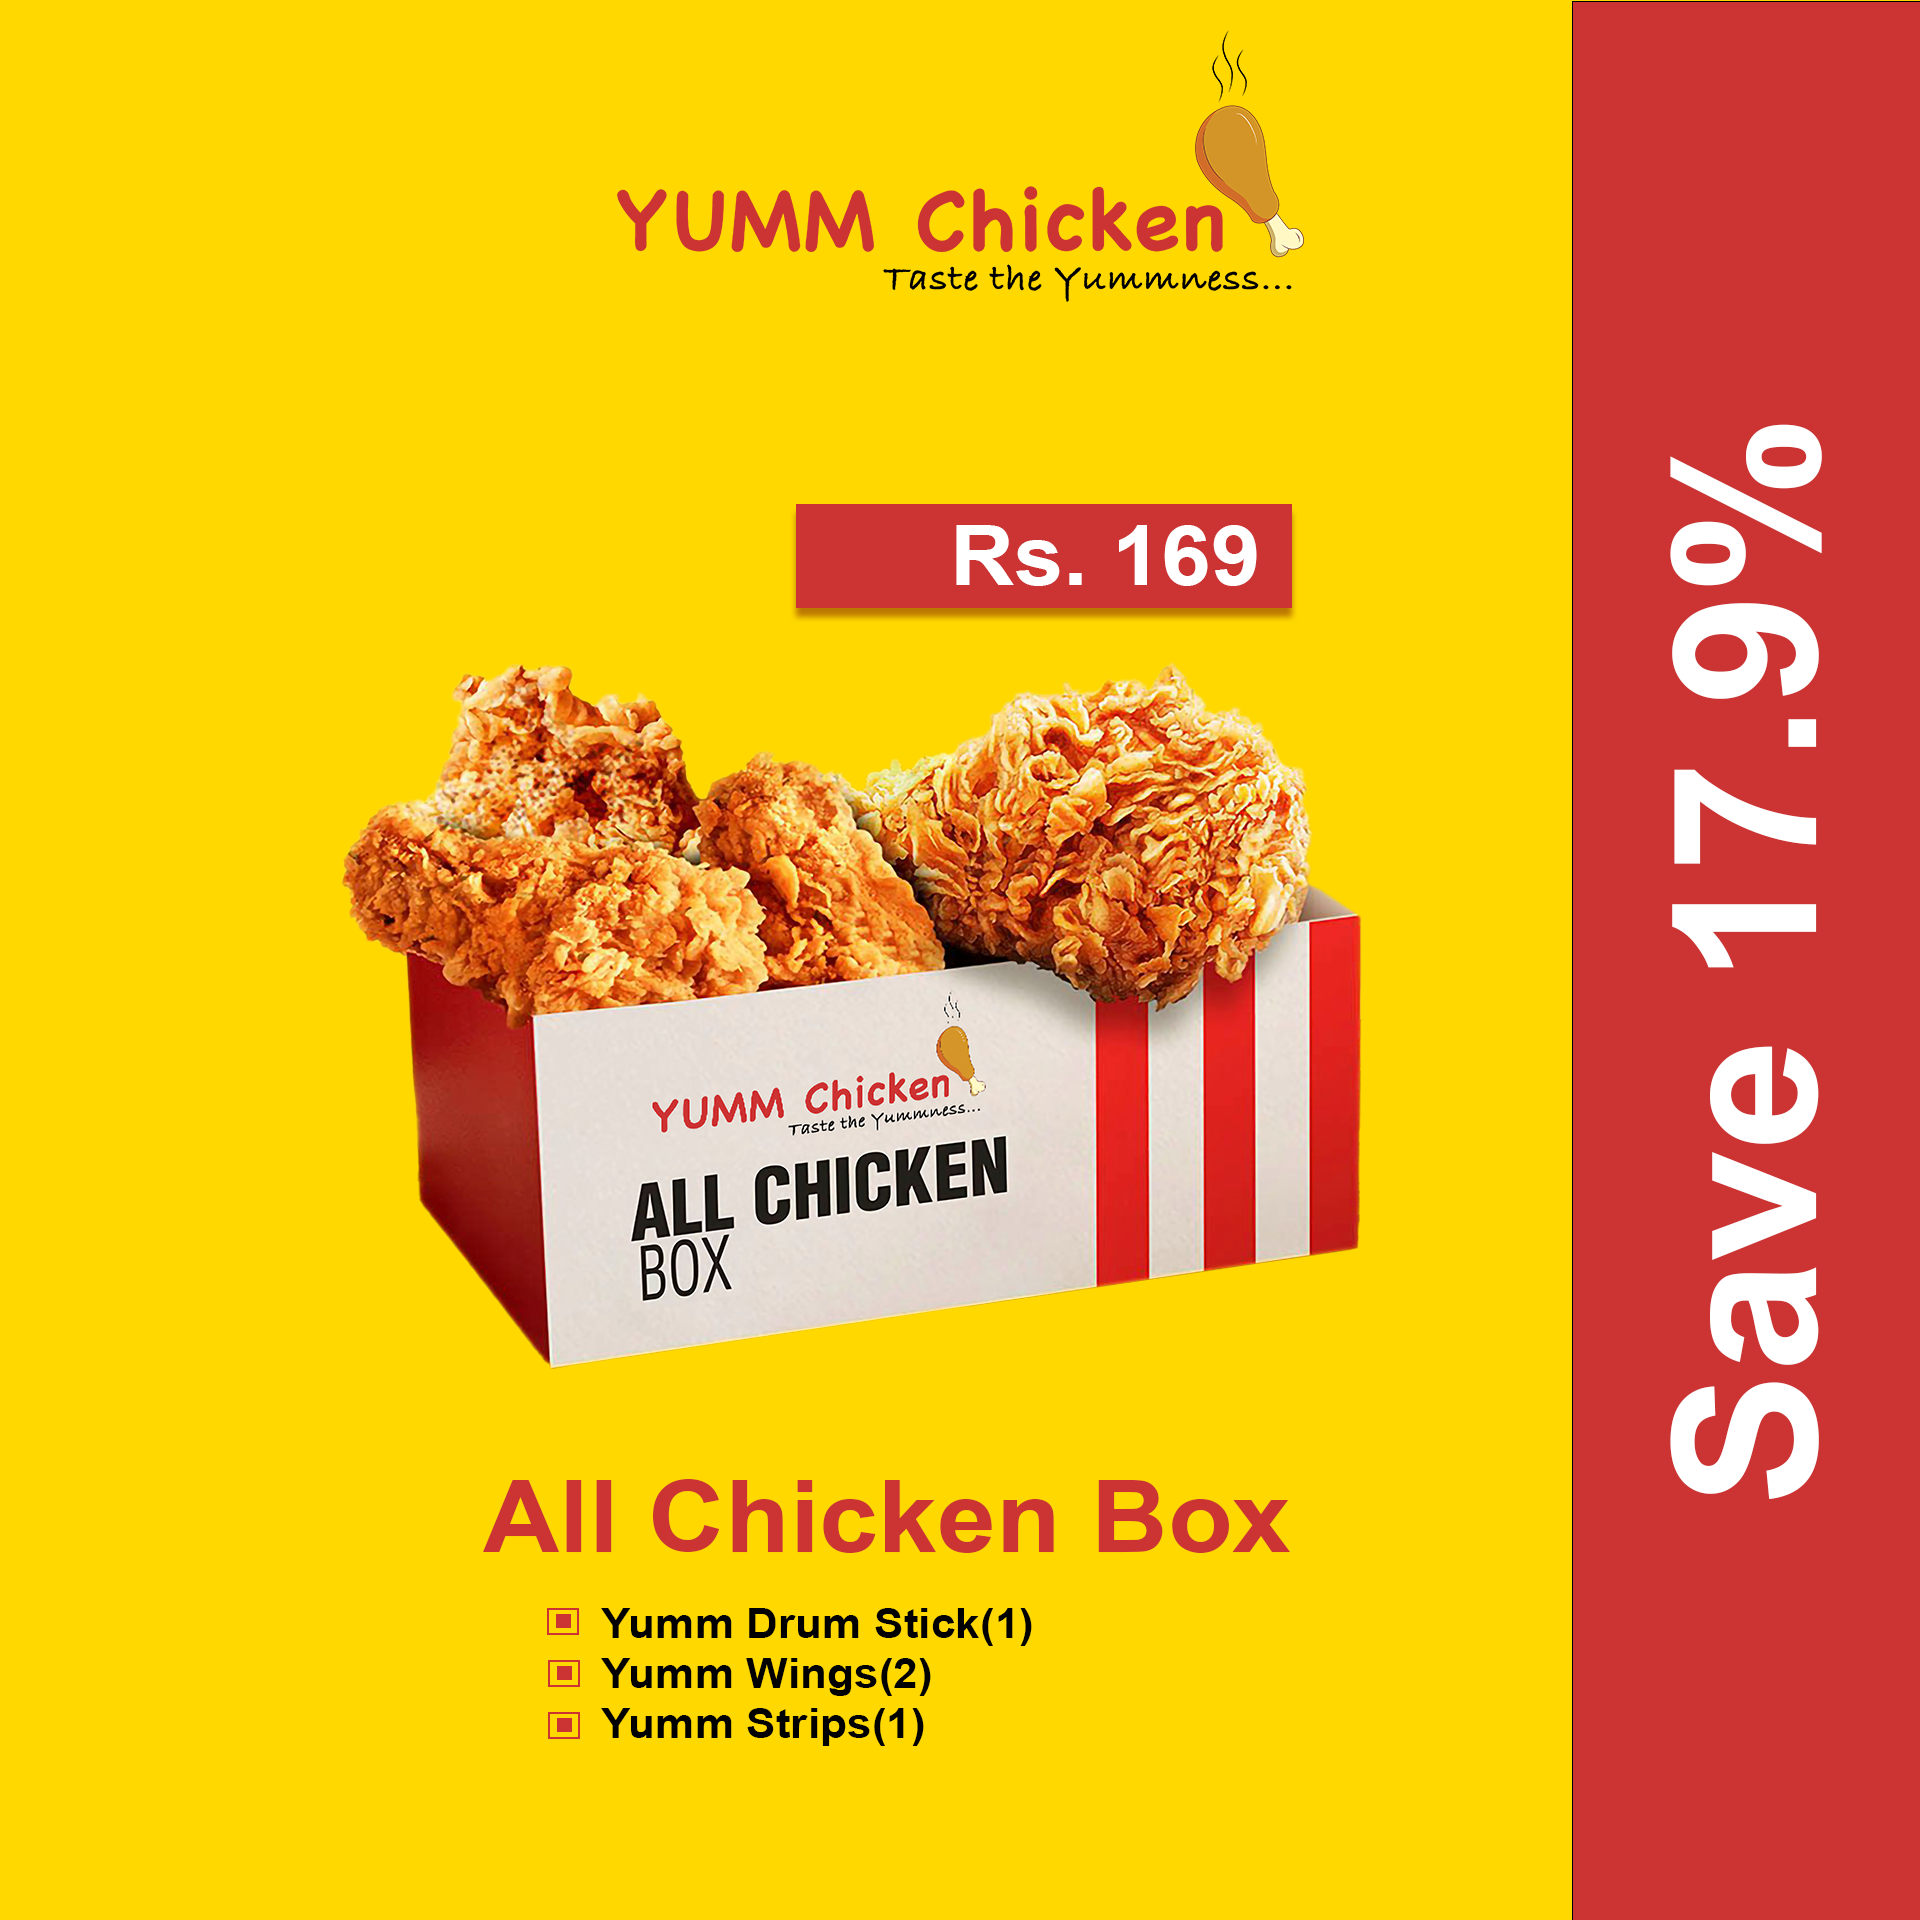 YUMM Chicken
Taste the Yummness...
Rs. 169
YUMM Chicken
Taste the Yummness...
ALL CHICKEN
BOX
All Chicken Box
Yumm Drum Stick(1)
Yumm Wings(2)
Yumm Strips(1)
Save 17.9%